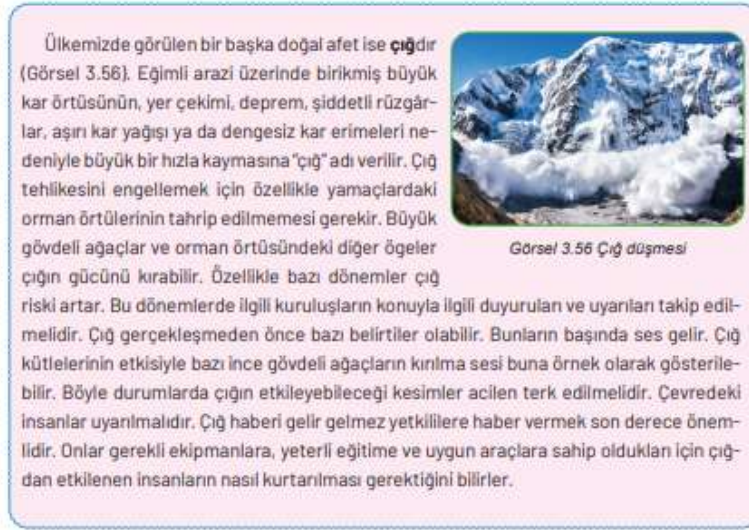 Ülkemizde görülen bir başka doğal afet ise çığdır
(Görsel 3.56). Eğimli arazi üzerinde birikmiş büyük
kar örtüsünün, yer çekimi, deprem, şiddetli rüzgâr-
lar, aşırı kar yağışı ya da dengesiz kar erimeleri ne-
deniyle büyük bir hızla kaymasına "çığ" adı verilir. Çığ
tehlikesini engellemek için özellikle yamaçlardaki
orman örtülerinin tahrip edilmemesi gerekir. Büyük
gövdeli ağaçlar ve orman örtüsündeki diğer ögeler
çığın gücünü kırabilir. Özellikle bazı dönemler çığ
Görsel 3.56 Çığ düşmesi
riski artar. Bu dönemlerde ilgili kuruluşların konuyla ilgili duyuruları ve uyarıları takip edil-
melidir. Çığ gerçekleşmeden önce bazı belirtiler olabilir. Bunların başında ses gelir. Çığ
kütlelerinin etkisiyle bazı ince gövdeli ağaçların kırılma sesi buna örnek olarak gösterile-
bilir. Böyle durumlarda çığın etkileyebileceği kesimler acilen terk edilmelidir. Çevredeki
insanlar uyarılmalıdır. Çığ haberi gelir gelmez yetkililere haber vermek son derece önem-
lidir. Onlar gerekli ekipmanlara, yeterli eğitime ve uygun araçlara sahip oldukları için çığ-
dan etkilenen insanların nasıl kurtarılması gerektiğini bilirler.